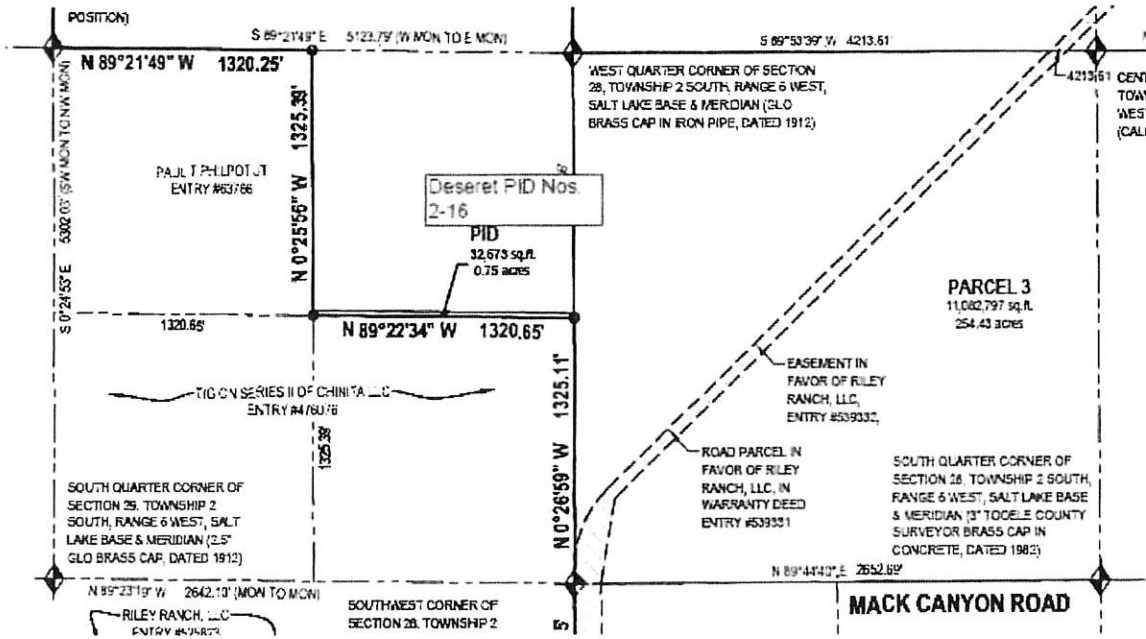 POSITION)
S 89°21'49" E 5123.79' (W MON TO E MON)
S 89°53'39" W 4213.61'
N 89°21'49" W 1320.25'
4213.61
WEST QUARTER CORNER OF SECTION
28, TOWNSHIP 2 SOUTH, RANGE 6 WEST,
SALT LAKE BASE & MERIDIAN (GLO
BRASS CAP IN IRON PIPE, DATED 1912)
CENT
TOW
WEST
(CAL
S 0°24'53" E 5302.03' (SW MON TO NW MON)
PAUL T PHILPOT JT
ENTRY #63766
N 0°25'56" W 1325.39'
Deseret PID Nos.
2-16
PID
32,673 sq.ft.
0.75 acres
PARCEL 3
11,082,797 sq.ft.
254.43 acres
1320.65'
N 89°22'34" W 1320.65'
TIGON SERIES II OF CHINITA LLC
ENTRY #476076
1325.39'
N 0°26'59" W 1325.11'
EASEMENT IN
FAVOR OF RILEY
RANCH, LLC,
ENTRY #539332,
ROAD PARCEL IN
FAVOR OF RILEY
RANCH, LLC, IN
WARRANTY DEED
ENTRY #539331
SOUTH QUARTER CORNER OF
SECTION 29, TOWNSHIP 2
SOUTH, RANGE 6 WEST, SALT
LAKE BASE & MERIDIAN (2.5"
GLO BRASS CAP, DATED 1912)
SOUTH QUARTER CORNER OF
SECTION 28, TOWNSHIP 2 SOUTH,
RANGE 6 WEST, SALT LAKE BASE
& MERIDIAN (3" TOOELE COUNTY
SURVEYOR BRASS CAP IN
CONCRETE, DATED 1982)
N 89°23'19" W 2642.10' (MON TO MON)
N 89°44'40" E 2652.69'
RILEY RANCH, LLC
SOUTHWEST CORNER OF
SECTION 28, TOWNSHIP 2
MACK CANYON ROAD